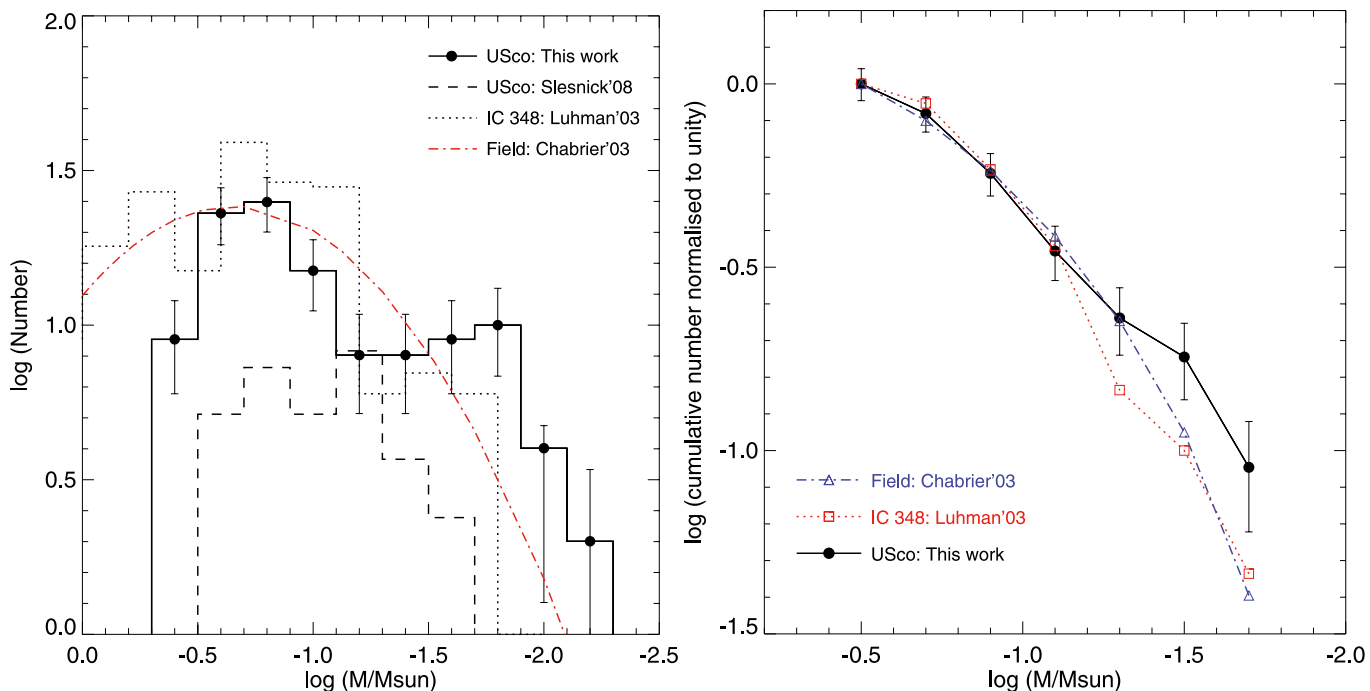 2.0
1.5
1.0
0.5
0.0
log (Number)
USco: This work
USco: Slesnick'08
IC 348: Luhman'03
Field: Chabrier'03
0.0 -0.5 -1.0 -1.5 -2.0 -2.5
log (M/Msun)
0.0
-0.5
-1.0
-1.5
log (cumulative number normalised to unity)
Field: Chabrier'03
IC 348: Luhman'03
USco: This work
-0.5 -1.0 -1.5 -2.0
log (M/Msun)